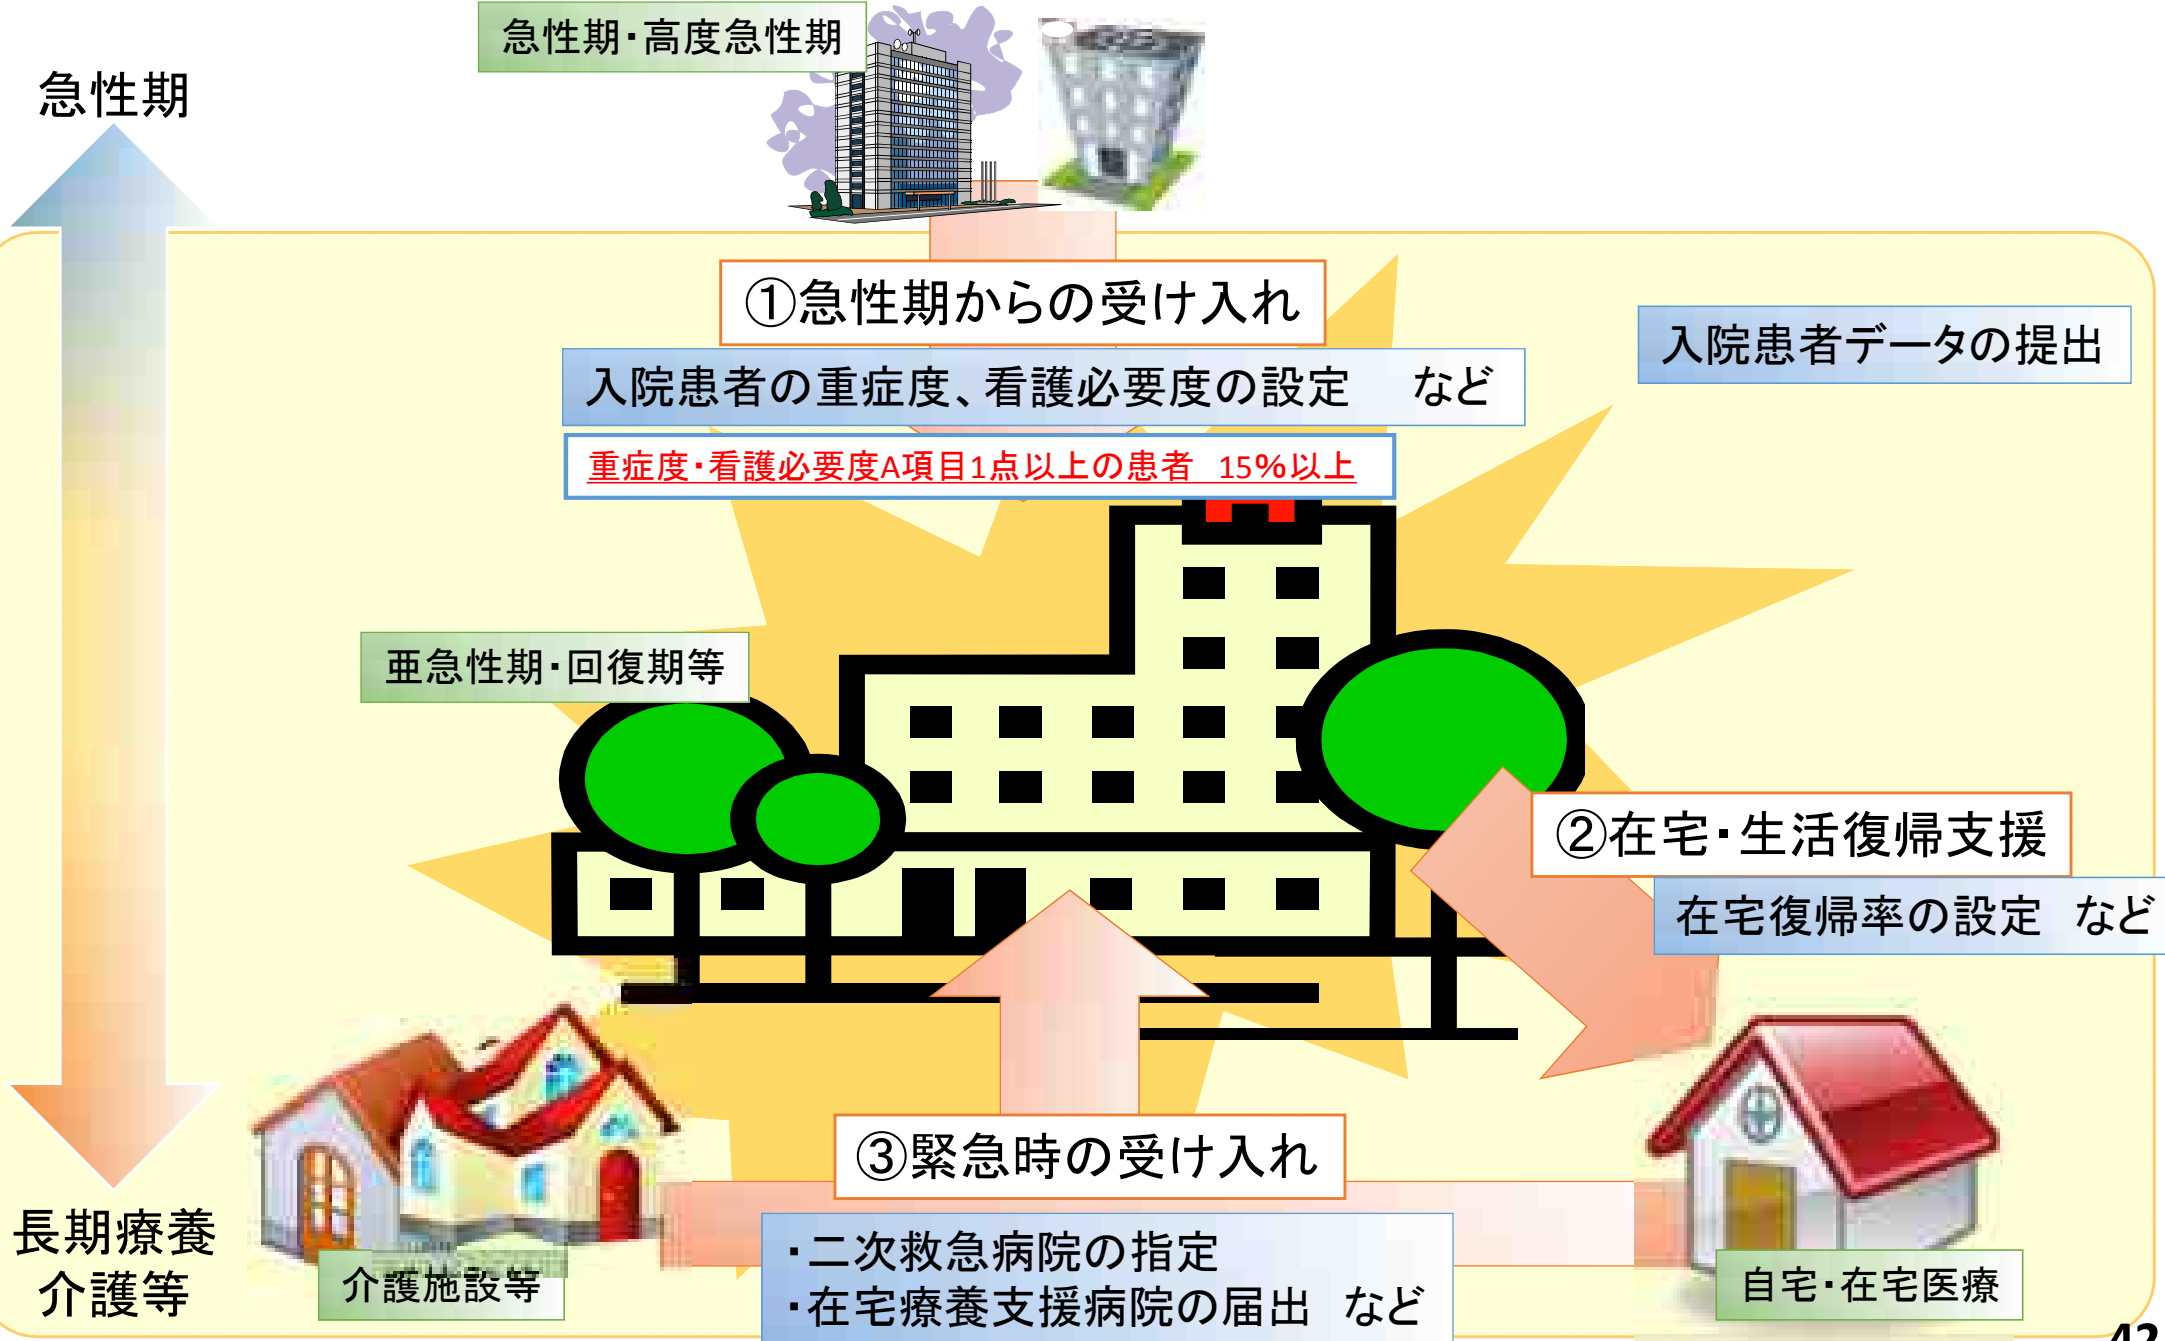 急性期・高度急性期
急性期
①急性期からの受け入れ
入院患者データの提出
入院患者の重症度、看護必要度の設定　など
重症度・看護必要度A項目1点以上の患者　15％以上
亜急性期・回復期等
②在宅・生活復帰支援
在宅復帰率の設定　など
③緊急時の受け入れ
長期療養
介護等
・二次救急病院の指定
・在宅療養支援病院の届出　など
介護施設等
自宅・在宅医療
42